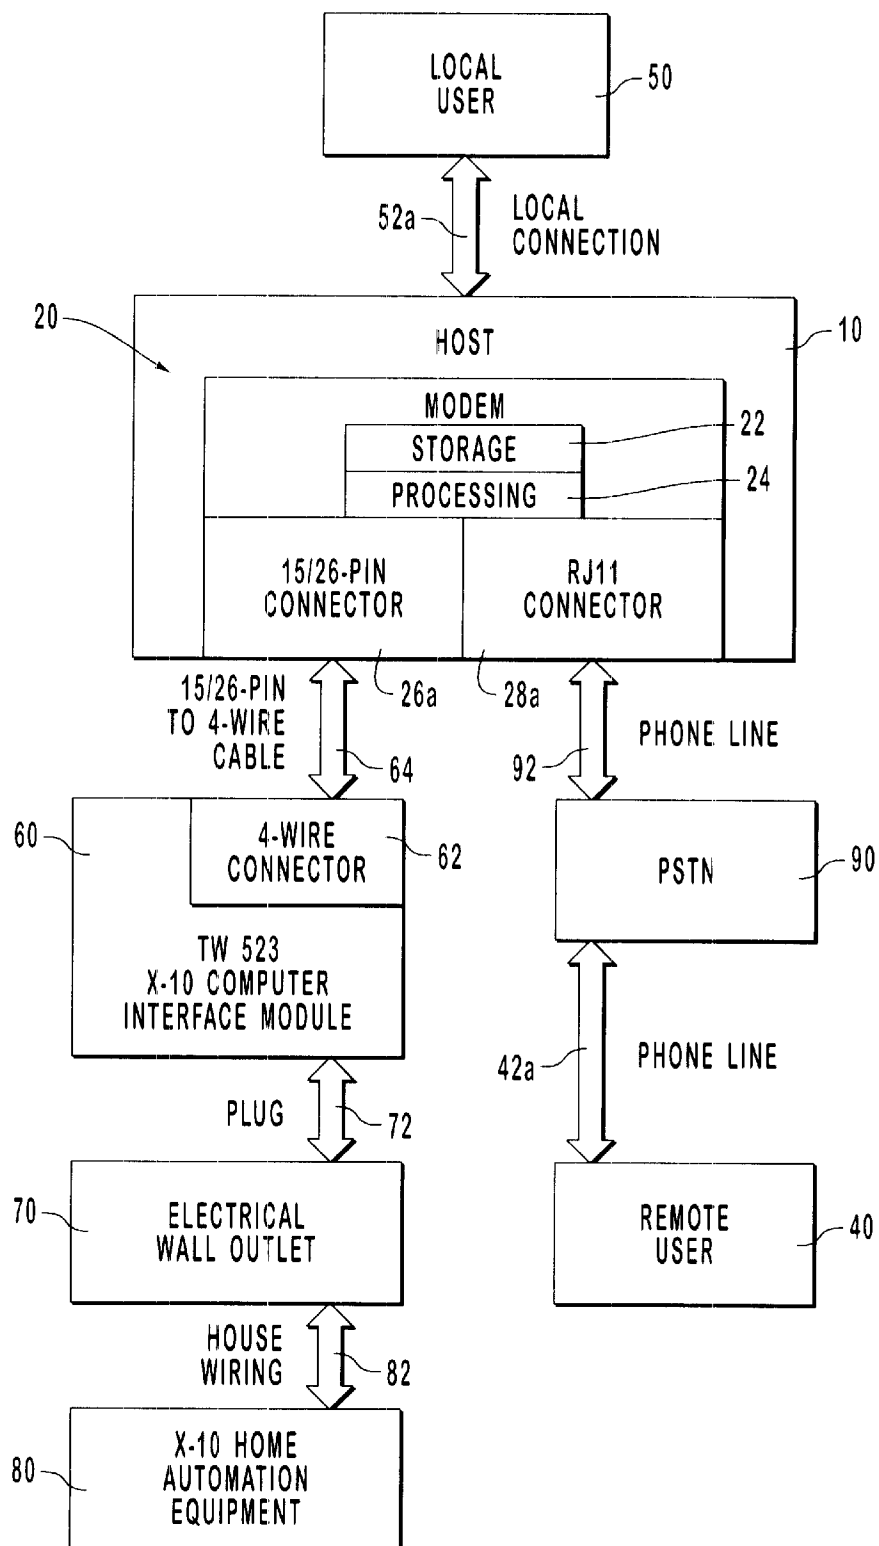 LOCAL
USER
50
52a
LOCAL
CONNECTION
20
10
HOST
MODEM
22
STORAGE
24
PROCESSING
15/26-PIN
CONNECTOR
RJ11
CONNECTOR
26a
28a
15/26-PIN
TO 4-WIRE
CABLE
64
92
PHONE LINE
60
4-WIRE
CONNECTOR
62
PSTN
90
TW 523
X-10 COMPUTER
INTERFACE MODULE
42a
PHONE LINE
PLUG
72
70
ELECTRICAL
WALL OUTLET
REMOTE
USER
40
HOUSE
WIRING
82
80
X-10 HOME
AUTOMATION
EQUIPMENT